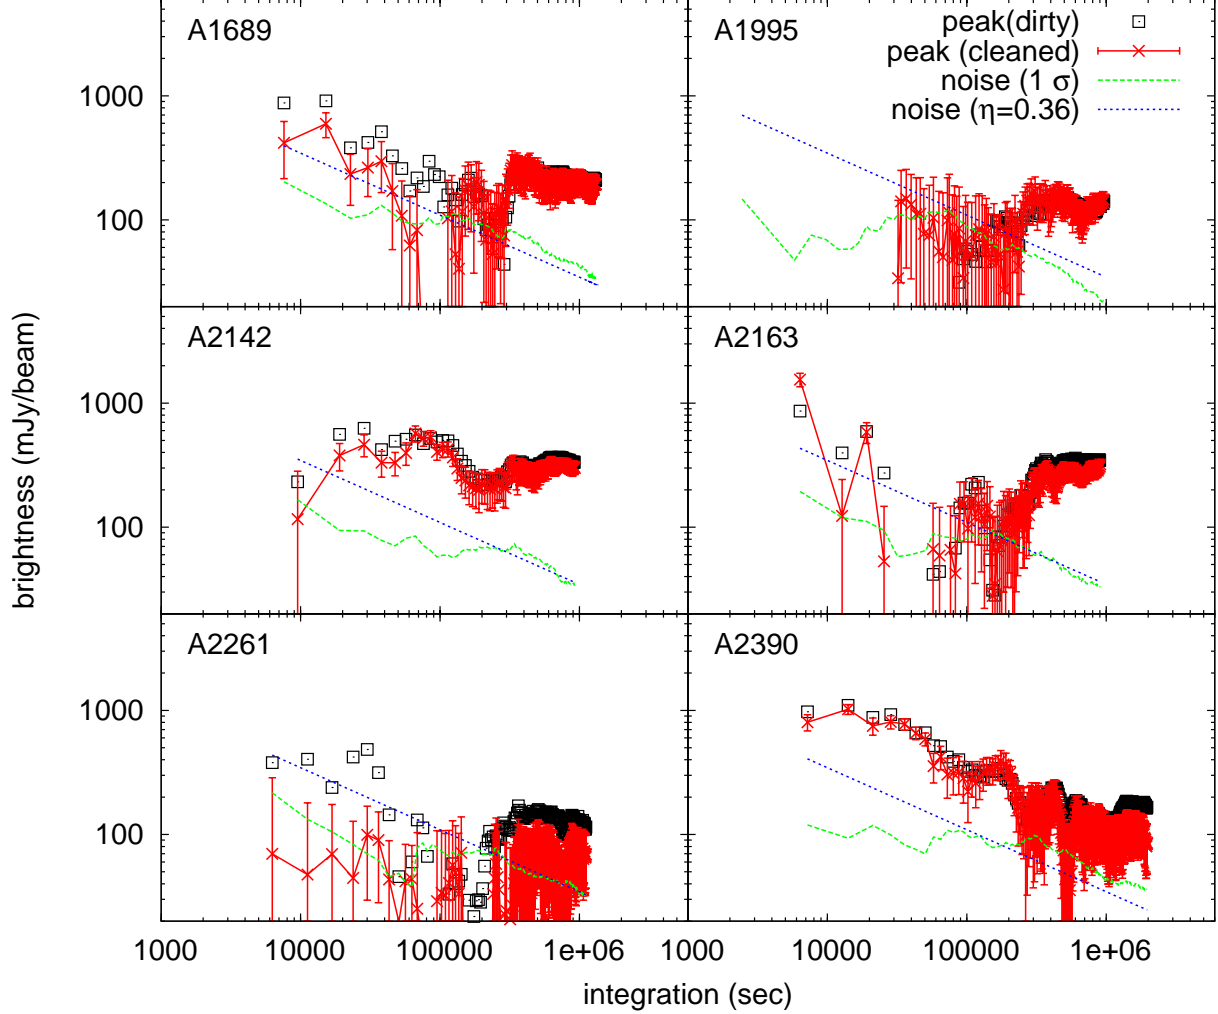 A1689
A1995
peak(dirty)
peak (cleaned)
noise (1 σ)
noise (η=0.36)
1000
100
A2142
A2163
1000
100
A2261
A2390
1000
100
1000
10000
100000
1e+06
1000
10000
100000
1e+06
brightness (mJy/beam)
integration (sec)